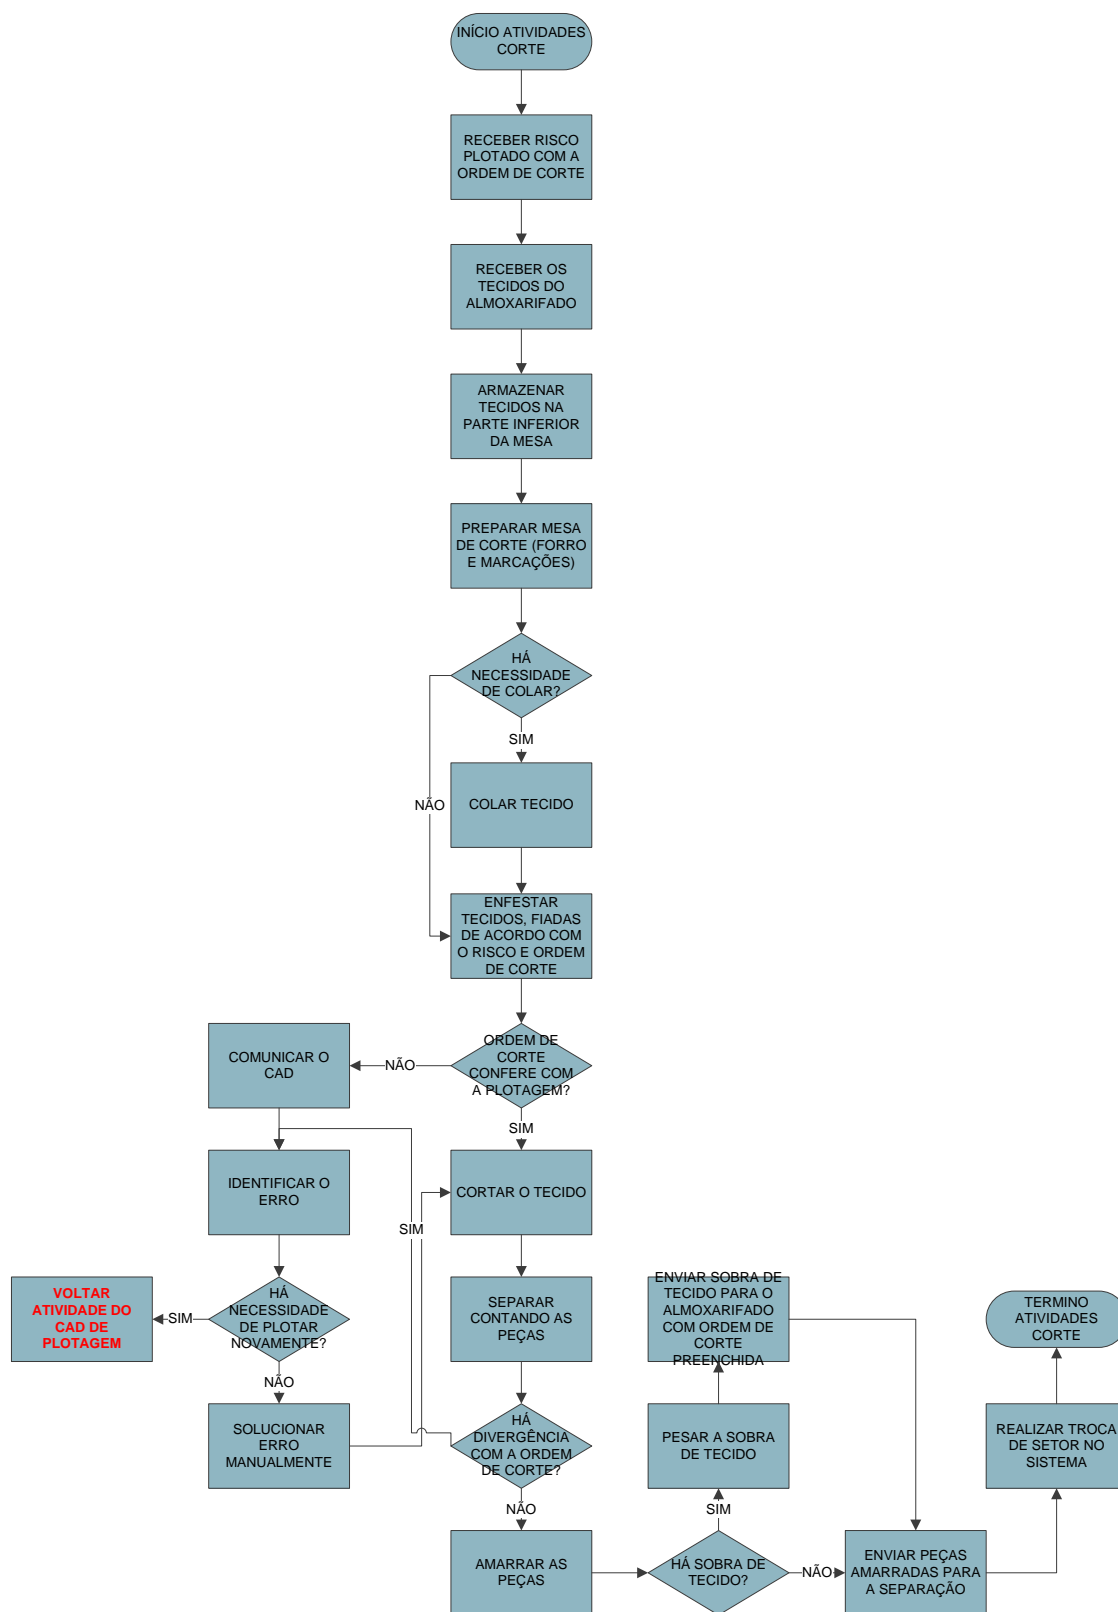 INÍCIO ATIVIDADES
CORTE
RECEBER RISCO
PLOTADO COM A
ORDEM DE CORTE
RECEBER OS
TECIDOS DO
ALMOXARIFADO
ARMAZENAR
TECIDOS NA
PARTE INFERIOR
DA MESA
PREPARAR MESA
DE CORTE (FORRO
E MARCAÇÕES)
HÁ
NECESSIDADE
DE COLAR?
SIM
COLAR TECIDO
NÃO
ENFESTAR
TECIDOS, FIADAS
DE ACORDO COM
O RISCO E ORDEM
DE CORTE
ORDEM DE
CORTE
CONFERE COM
A PLOTAGEM?
NÃO
COMUNICAR O
CAD
SIM
IDENTIFICAR O
ERRO
CORTAR O TECIDO
SIM
HÁ
NECESSIDADE
DE PLOTAR
NOVAMENTE?
SIM
VOLTAR
ATIVIDADE DO
CAD DE
PLOTAGEM
NÃO
SOLUCIONAR
ERRO
MANUALMENTE
SEPARAR
CONTANDO AS
PEÇAS
HÁ
DIVERGÊNCIA
COM A ORDEM
DE CORTE?
NÃO
AMARRAR AS
PEÇAS
HÁ SOBRA DE
TECIDO?
SIM
PESAR A SOBRA
DE TECIDO
ENVIAR SOBRA DE
TECIDO PARA O
ALMOXARIFADO
COM ORDEM DE
CORTE
PREENCHIDA
NÃO
ENVIAR PEÇAS
AMARRADAS PARA
A SEPARAÇÃO
REALIZAR TROCA
DE SETOR NO
SISTEMA
TERMINO
ATIVIDADES
CORTE